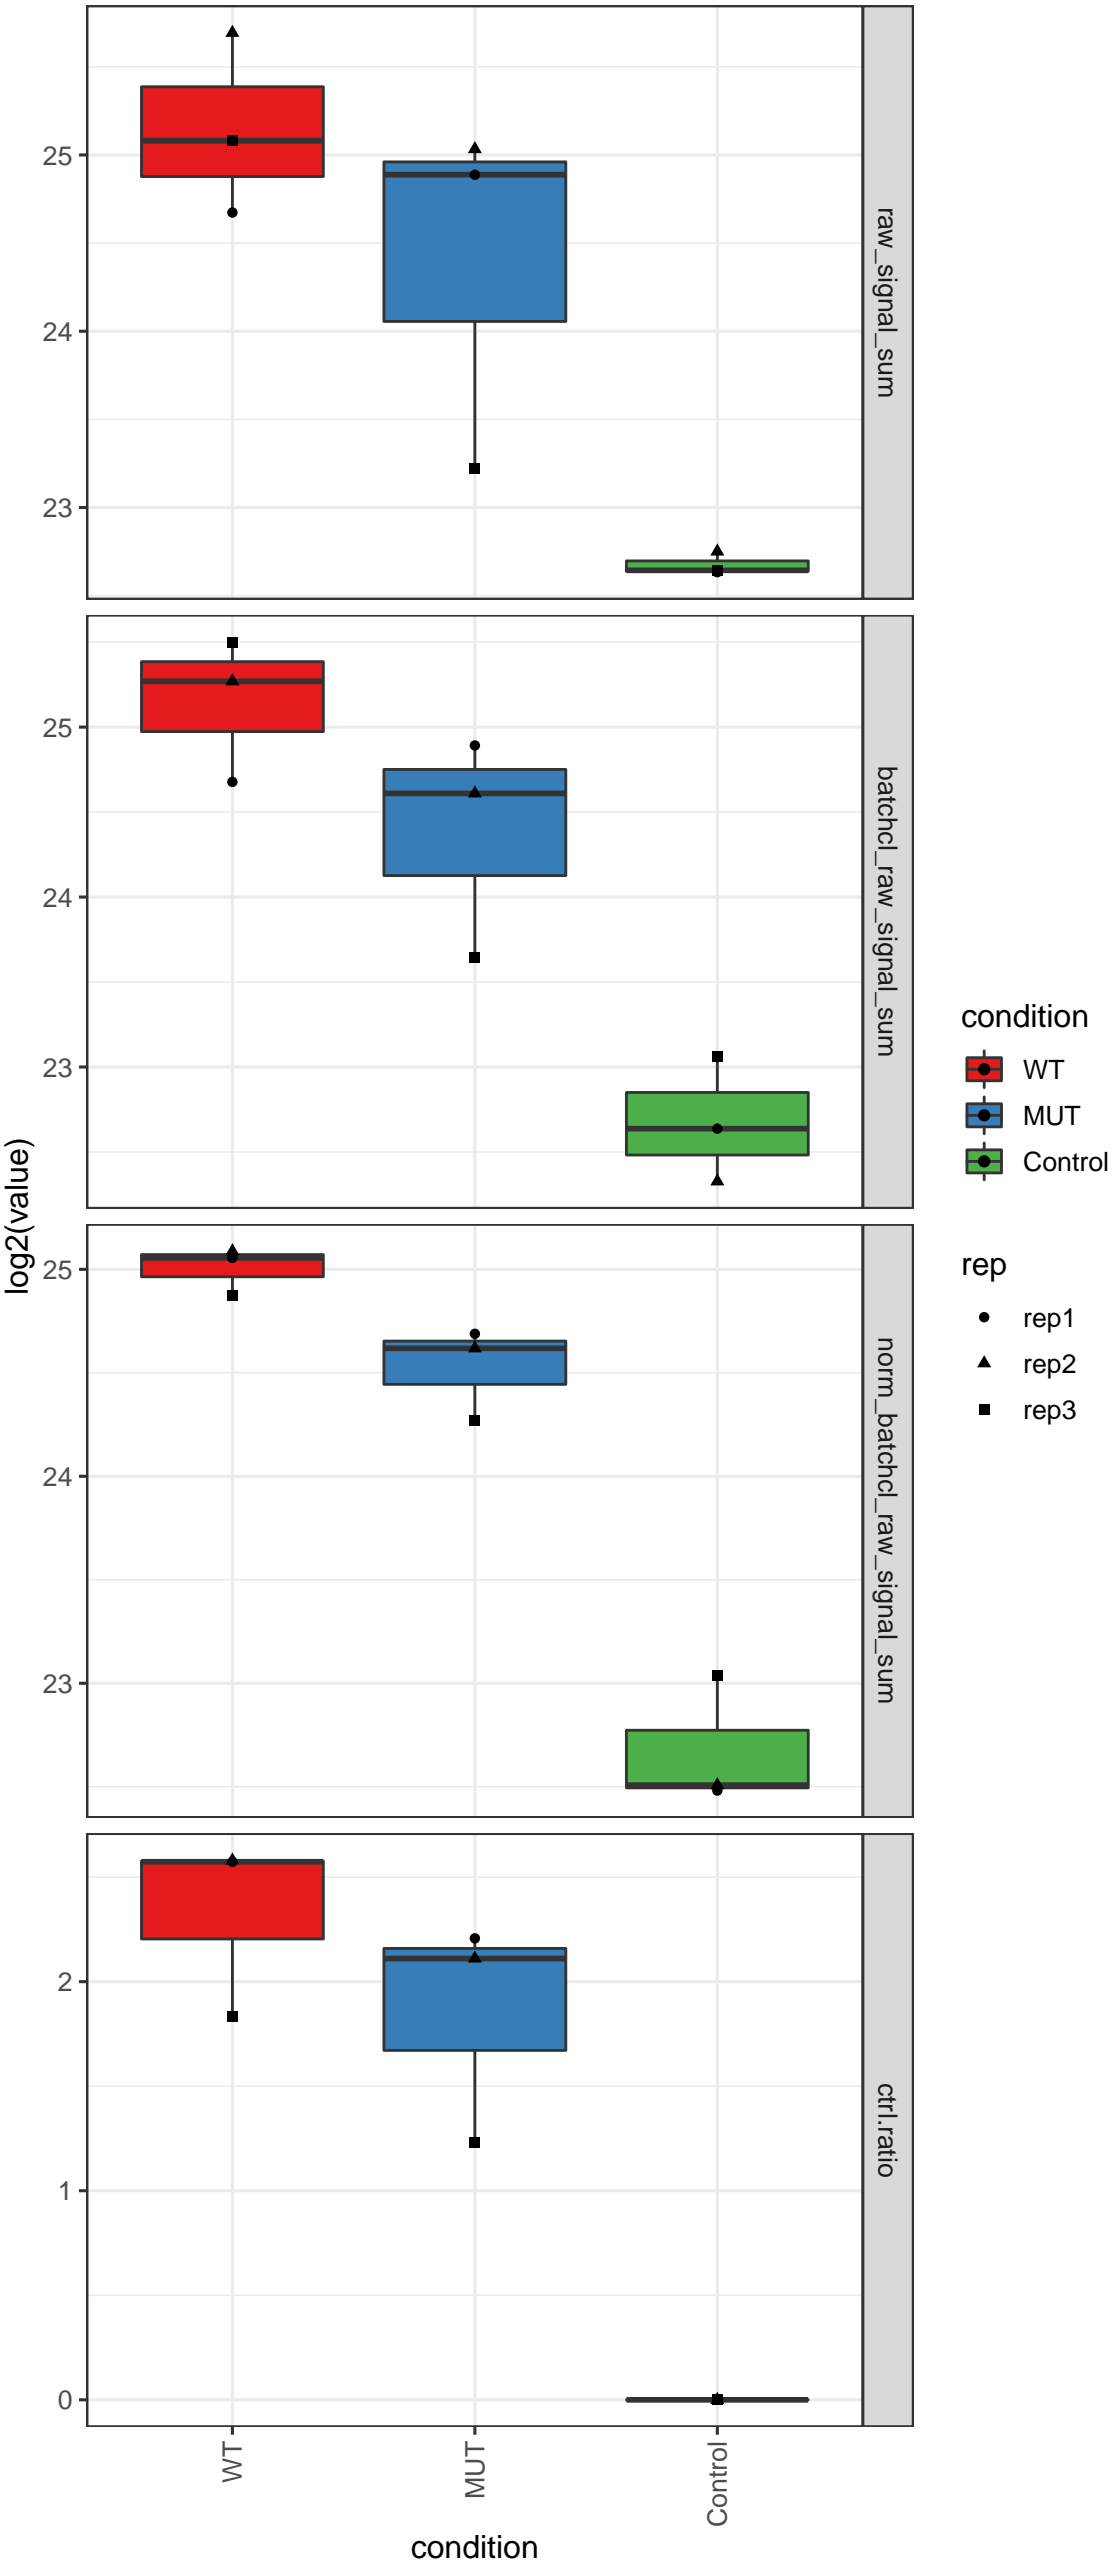 25
24
23
raw_signal_sum
25
24
23
batchcl_raw_signal_sum
25
24
23
norm_batchcl_raw_signal_sum
2
1
0
ctrl.ratio
log2(value)
WT
MUT
Control
condition
condition
WT
MUT
Control
rep
rep1
rep2
rep3